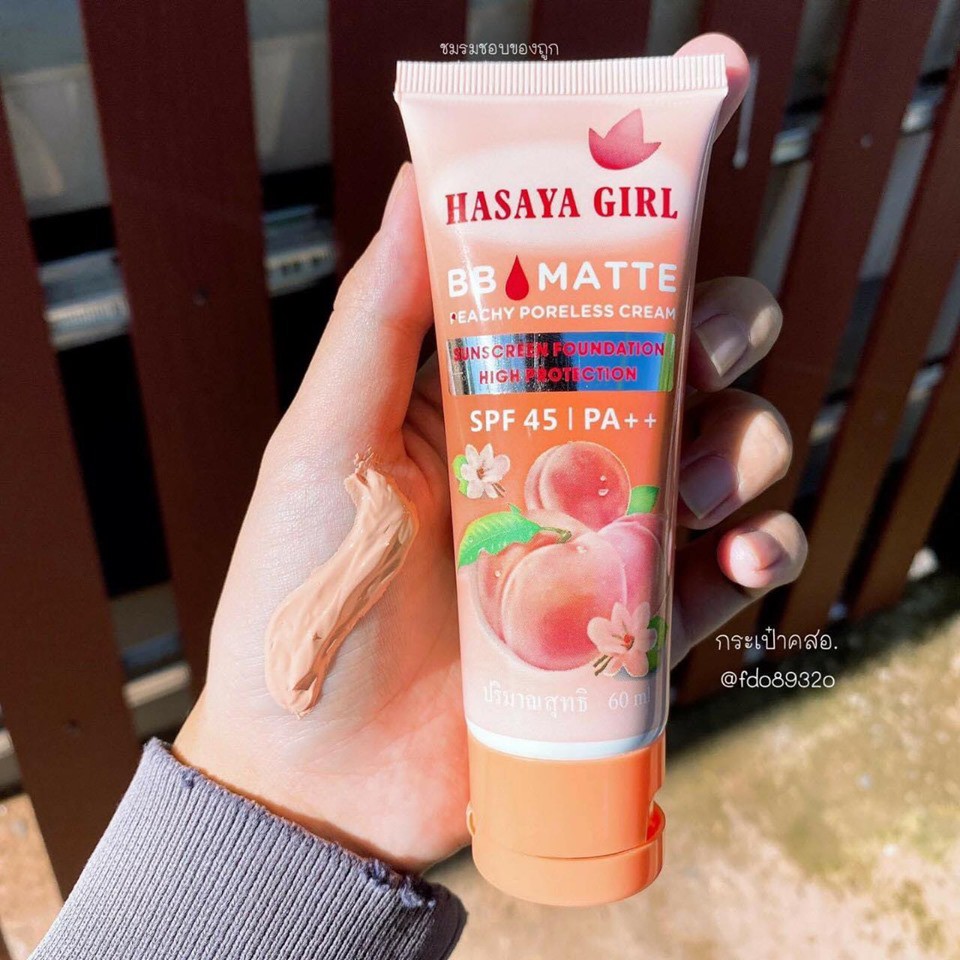 ชมรมชอบของถูก
HASAYA GIRL
BB MATTE
PEACHY PORELESS CREAM
SUNSCREEN FOUNDATION
HIGH PROTECTION
SPF 45 | PA++
กระเป๋าคสอ.
@fdo8932o
ปริมาณสุทธิ 60 ml